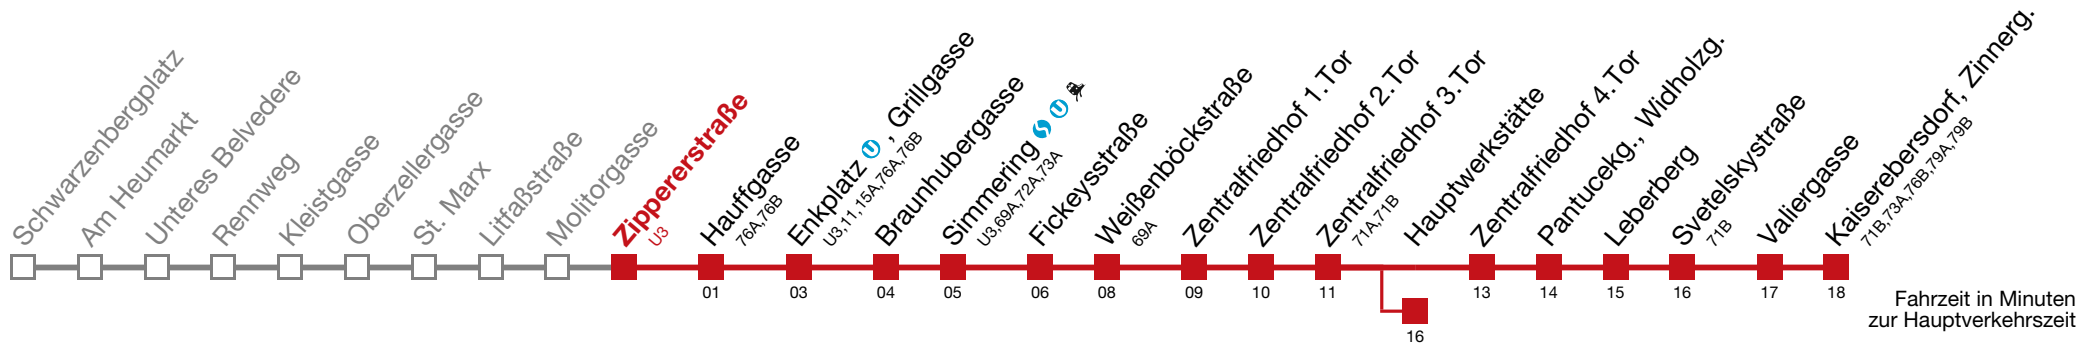 Schwarzenbergplatz
Am Heumarkt
Unteres Belvedere
Rennweg
Kleistgasse
Oberzellergasse
St. Marx
Litfaßstraße
Molitorgasse
Zippererstraße
U3
Hauffgasse
76A,76B
01
Enkplatz U , Grillgasse
U3,11,15A,76A,76B
03
Braunhubergasse
04
Simmering S U
U3,69A,72A,73A
05
Fickeysstraße
06
Weißenböckstraße
69A
08
Zentralfriedhof 1.Tor
09
Zentralfriedhof 2.Tor
10
Zentralfriedhof 3.Tor
71A,71B
11
Hauptwerkstätte
16
Zentralfriedhof 4.Tor
13
Pantucekg., Widholzg.
14
Leberberg
15
Svetelskystraße
71B
16
Valiergasse
17
Kaiserebersdorf, Zinnerg.
71B,73A,76B,79A,79B
18
Fahrzeit in Minuten
zur Hauptverkehrszeit